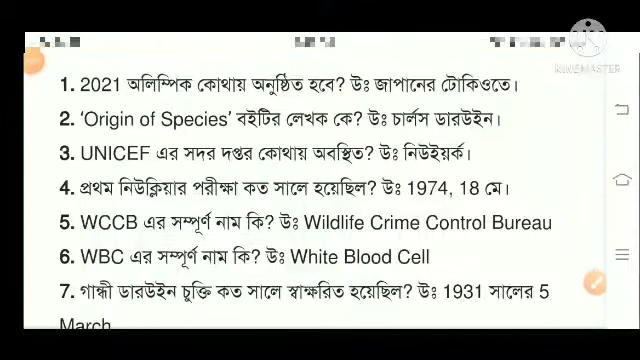 KINEMASTER
1. 2021 অলিম্পিক কোথায় অনুষ্ঠিত হবে? উঃ জাপানের টোকিওতে।
2. ‘Origin of Species’ বইটির লেখক কে? উঃ চার্লস ডারউইন।
3. UNICEF এর সদর দপ্তর কোথায় অবস্থিত? উঃ নিউইয়র্ক।
4. প্রথম নিউক্লিয়ার পরীক্ষা কত সালে হয়েছিল? উঃ 1974, 18 মে।
5. WCCB এর সম্পূর্ণ নাম কি? উঃ Wildlife Crime Control Bureau
6. WBC এর সম্পূর্ণ নাম কি? উঃ White Blood Cell
7. গান্ধী ডারউইন চুক্তি কত সালে স্বাক্ষরিত হয়েছিল? উঃ 1931 সালের 5
March